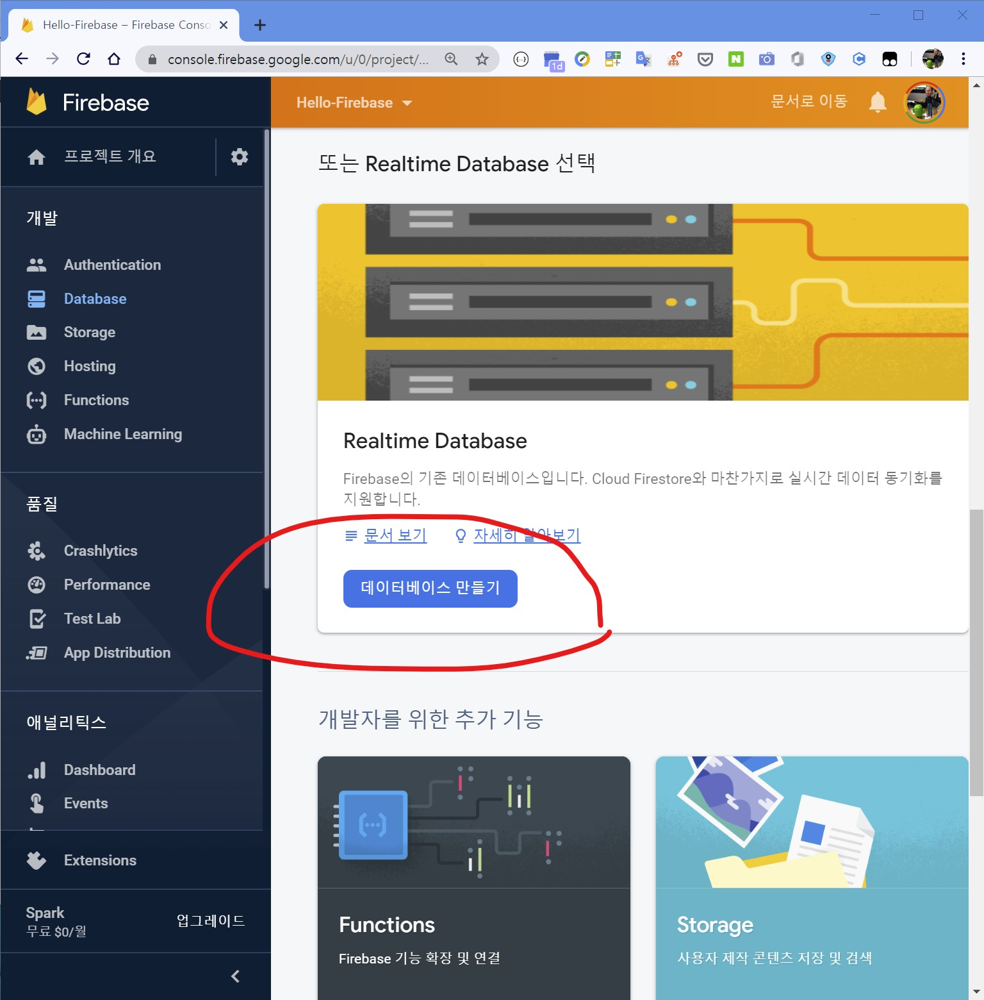 Hello-Firebase – Firebase Conso
console.firebase.google.com/u/0/project/...
1d
Firebase
Hello-Firebase
문서로 이동
프로젝트 개요
개발
Authentication
Database
Storage
Hosting
Functions
Machine Learning
품질
Crashlytics
Performance
Test Lab
App Distribution
애널리틱스
Dashboard
Events
Extensions
Spark
무료 $0/월
업그레이드
또는 Realtime Database 선택
Realtime Database
Firebase의 기존 데이터베이스입니다. Cloud Firestore와 마찬가지로 실시간 데이터 동기화를
지원합니다.
문서 보기
자세히 알아보기
데이터베이스 만들기
개발자를 위한 추가 기능
Functions
Firebase 기능 확장 및 연결
Storage
사용자 제작 콘텐츠 저장 및 검색